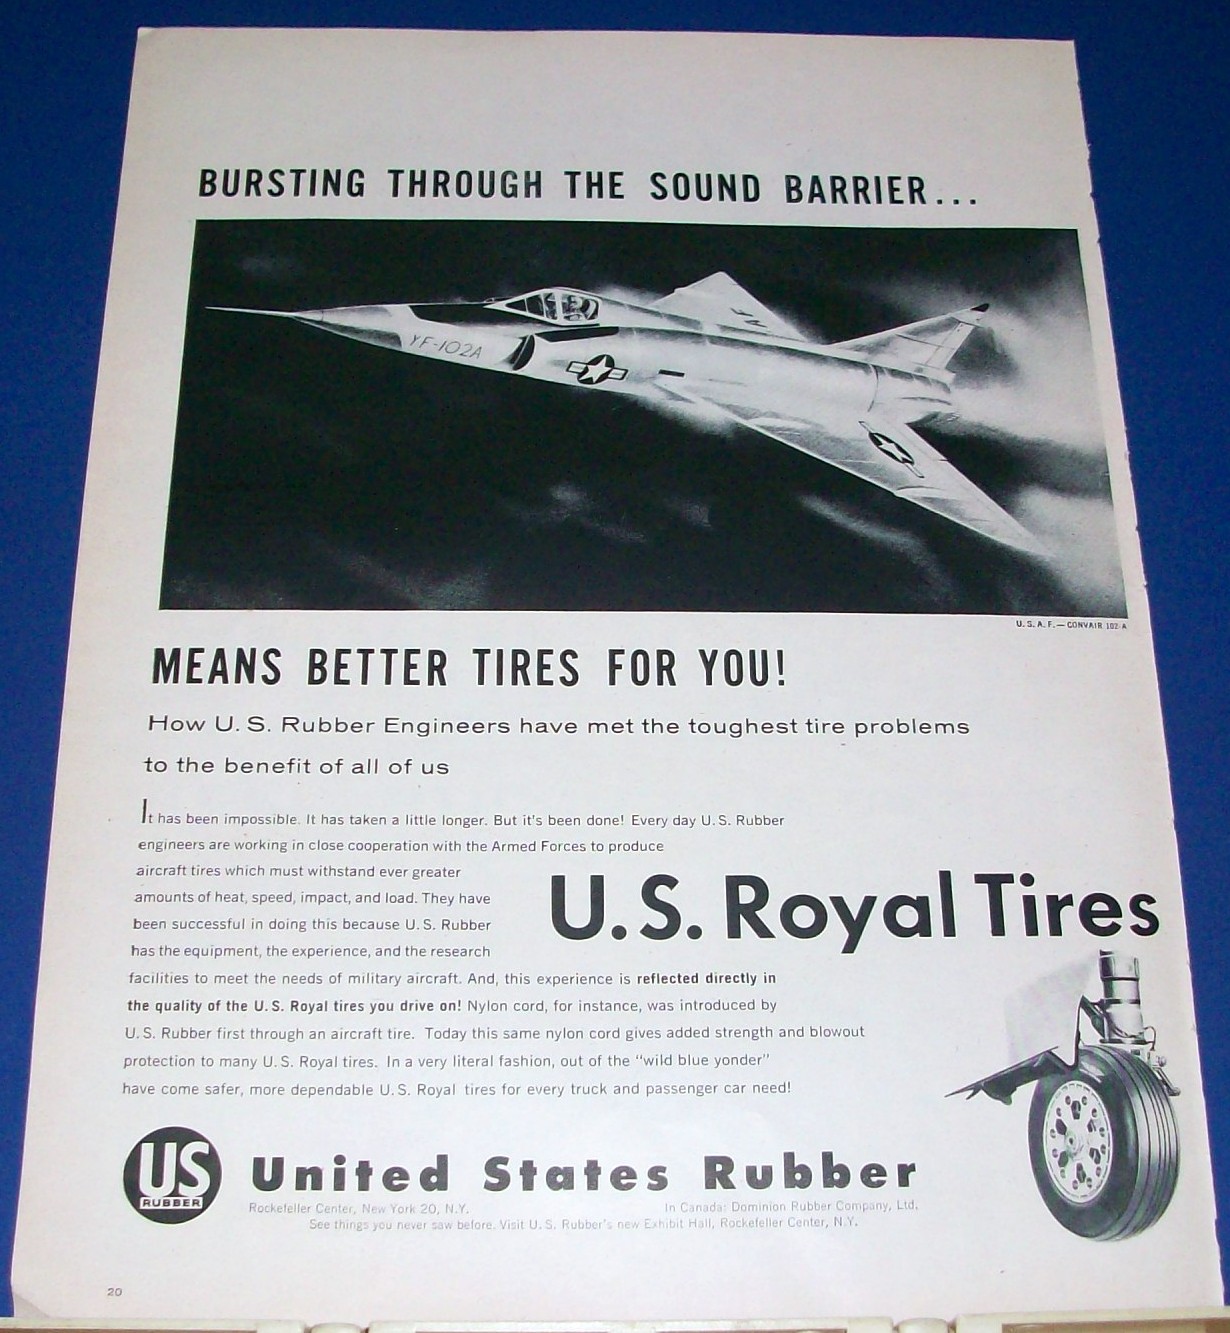 BURSTING THROUGH THE SOUND BARRIER...
YF-102A
U.S.A.F.—CONVAIR 102-A
MEANS BETTER TIRES FOR YOU!
How U.S. Rubber Engineers have met the toughest tire problems
to the benefit of all of us
It has been impossible. It has taken a little longer. But it's been done! Every day U.S. Rubber
engineers are working in close cooperation with the Armed Forces to produce
aircraft tires which must withstand ever greater
amounts of heat, speed, impact, and load. They have
been successful in doing this because U.S. Rubber
has the equipment, the experience, and the research
facilities to meet the needs of military aircraft. And, this experience is reflected directly in
the quality of the U.S. Royal tires you drive on! Nylon cord, for instance, was introduced by
U.S. Rubber first through an aircraft tire. Today this same nylon cord gives added strength and blowout
protection to many U.S. Royal tires. In a very literal fashion, out of the "wild blue yonder"
have come safer, more dependable U.S. Royal tires for every truck and passenger car need!
U.S. Royal Tires
US
RUBBER
United States Rubber
Rockefeller Center, New York 20, N.Y. In Canada: Dominion Rubber Company, Ltd.
See things you never saw before. Visit U.S. Rubber's new Exhibit Hall, Rockefeller Center, N.Y.
20